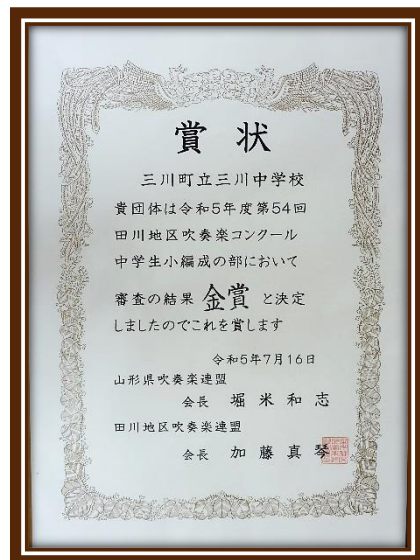 賞状
三川町立三川中学校
貴団体は令和5年度第54回
田川地区吹奏楽コンクール
中学生小編成の部において
審査の結果 金賞 と決定
しましたのでこれを賞します
令和5年7月16日
山形県吹奏楽連盟
会長 堀米和志
田川地区吹奏楽連盟
会長 加藤真琴